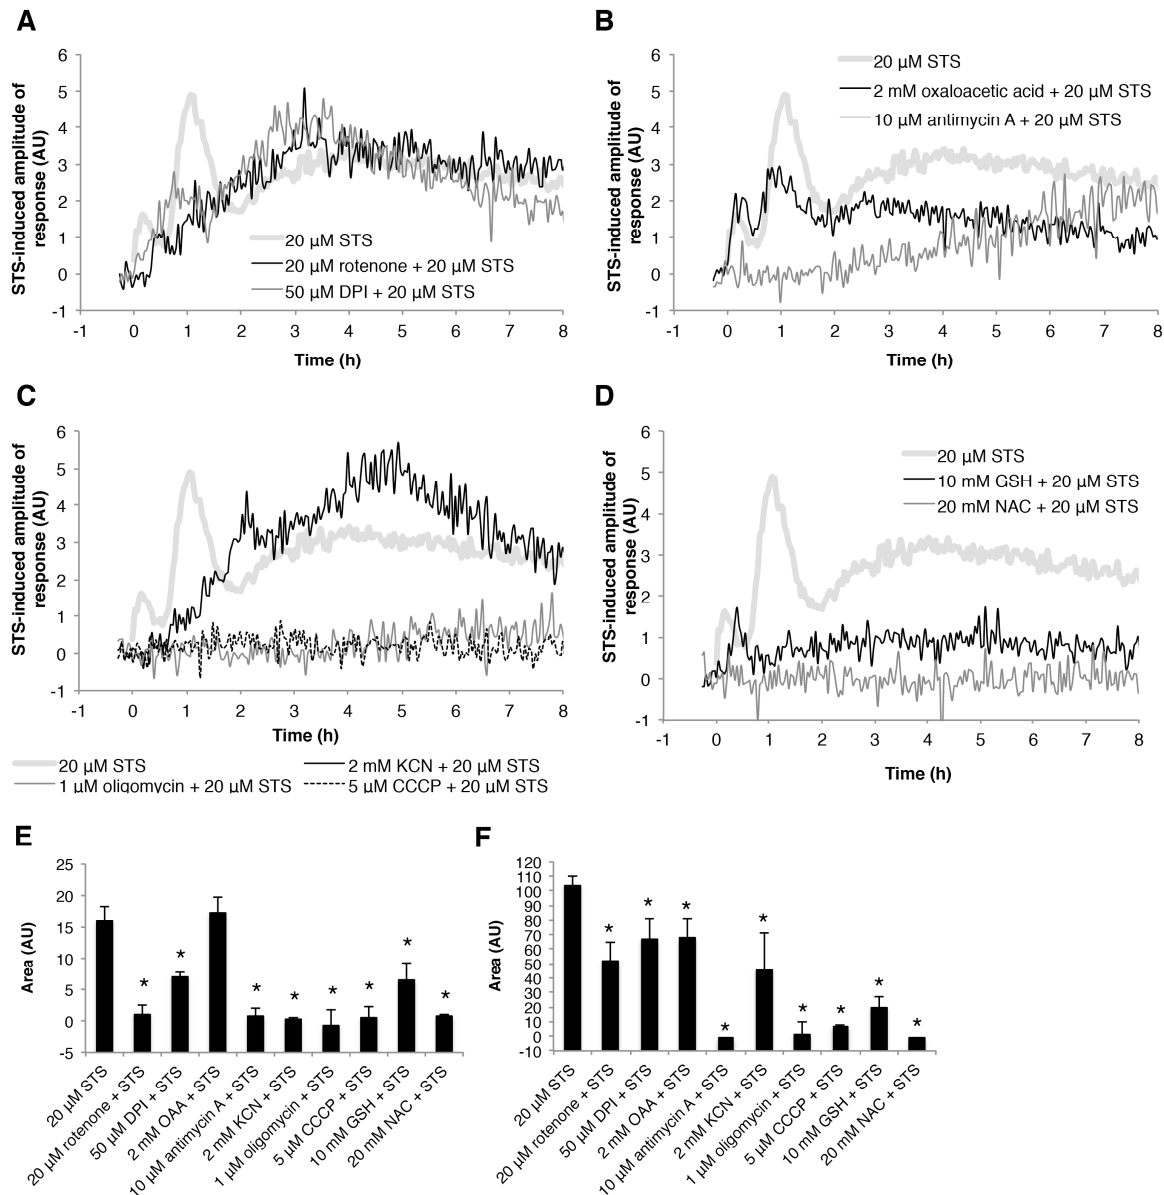 A
STS-induced amplitude of
response (AU)
6
5
4
3
2
1
0
-1
20 µM STS
20 µM rotenone + 20 µM STS
50 µM DPI + 20 µM STS
0 1 2 3 4 5 6 7 8
-1
Time (h)
B
STS-induced amplitude of
response (AU)
6
5
4
3
2
1
0
-1
20 µM STS
2 mM oxaloacetic acid + 20 µM STS
10 µM antimycin A + 20 µM STS
-1 0 1 2 3 4 5 6 7 8
Time (h)
C
STS-induced amplitude of
response (AU)
6
5
4
3
2
1
0
-1
-1 0 1 2 3 4 5 6 7 8
Time (h)
20 µM STS
2 mM KCN + 20 µM STS
1 µM oligomycin + 20 µM STS
5 µM CCCP + 20 µM STS
D
STS-induced amplitude of
response (AU)
6
5
4
3
2
1
0
-1
20 µM STS
10 mM GSH + 20 µM STS
20 mM NAC + 20 µM STS
-1 0 1 2 3 4 5 6 7 8
Time (h)
E
Area (AU)
25
20
15
10
5
0
-5
* * * * * * * *
20 µM STS
20 µM rotenone + STS
50 µM DPI + STS
2 mM OAA + STS
10 µM antimycin A + STS
2 mM KCN + STS
1 µM oligomycin + STS
5 µM CCCP + STS
10 mM GSH + STS
20 mM NAC + STS
F
Area (AU)
120
110
100
90
80
70
60
50
40
30
20
10
0
-10
* * * * * * * * *
20 µM STS
20 µM rotenone + STS
50 µM DPI + STS
2 mM OAA + STS
10 µM antimycin A + STS
2 mM KCN + STS
1 µM oligomycin + STS
5 µM CCCP + STS
10 mM GSH + STS
20 mM NAC + STS